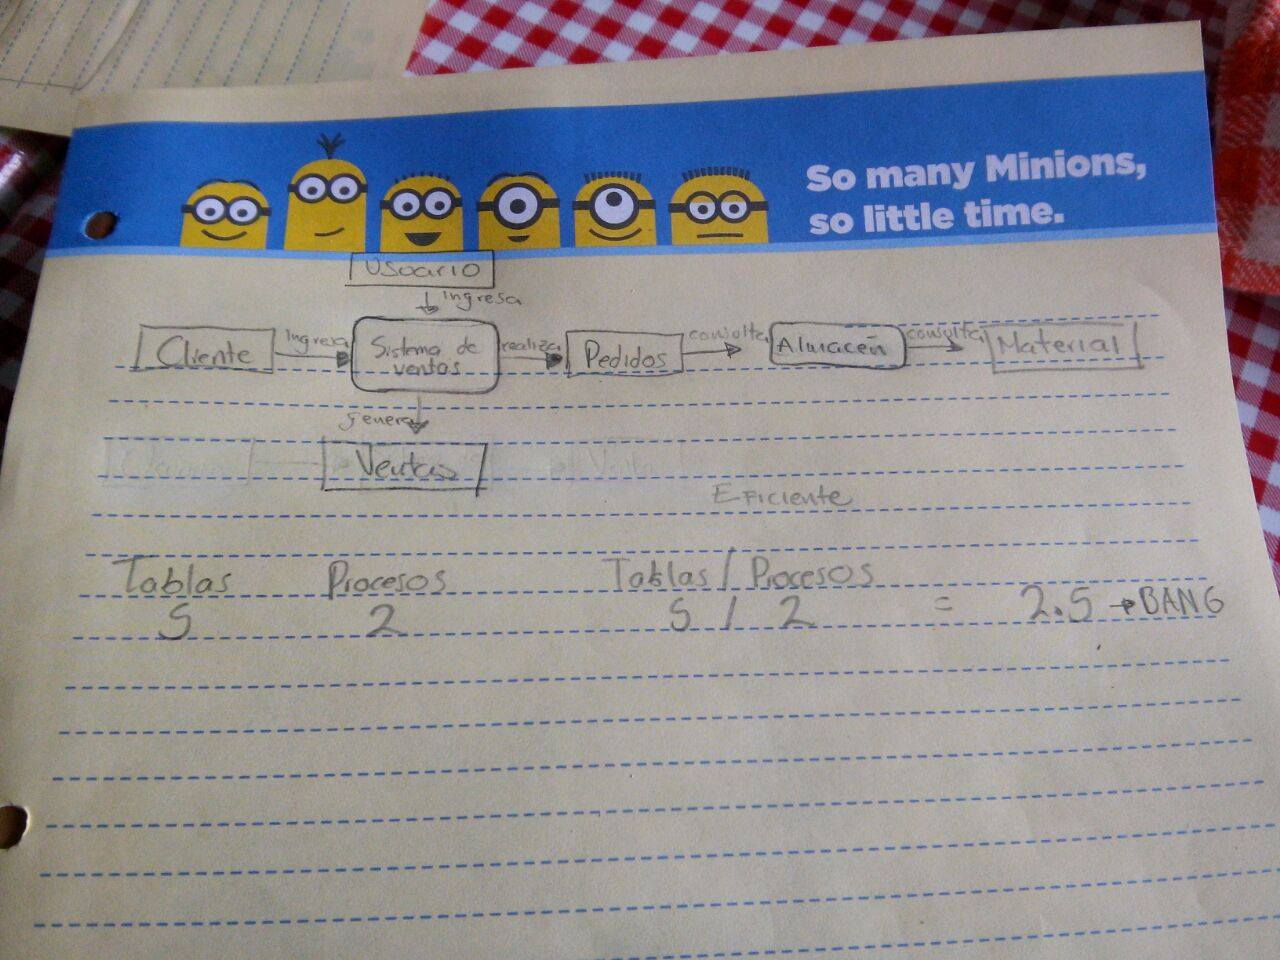 So many Minions,
so little time.
Usuario
Ingresa
Cliente
Ingresa
Sistema de
ventas
realiza
Pedidos
consulta
Almacén
consulta
Material
genera
Ventas
Eficiente
Tablas Procesos Tablas / Procesos
5 2 5 / 2 = 2.5 → BANG